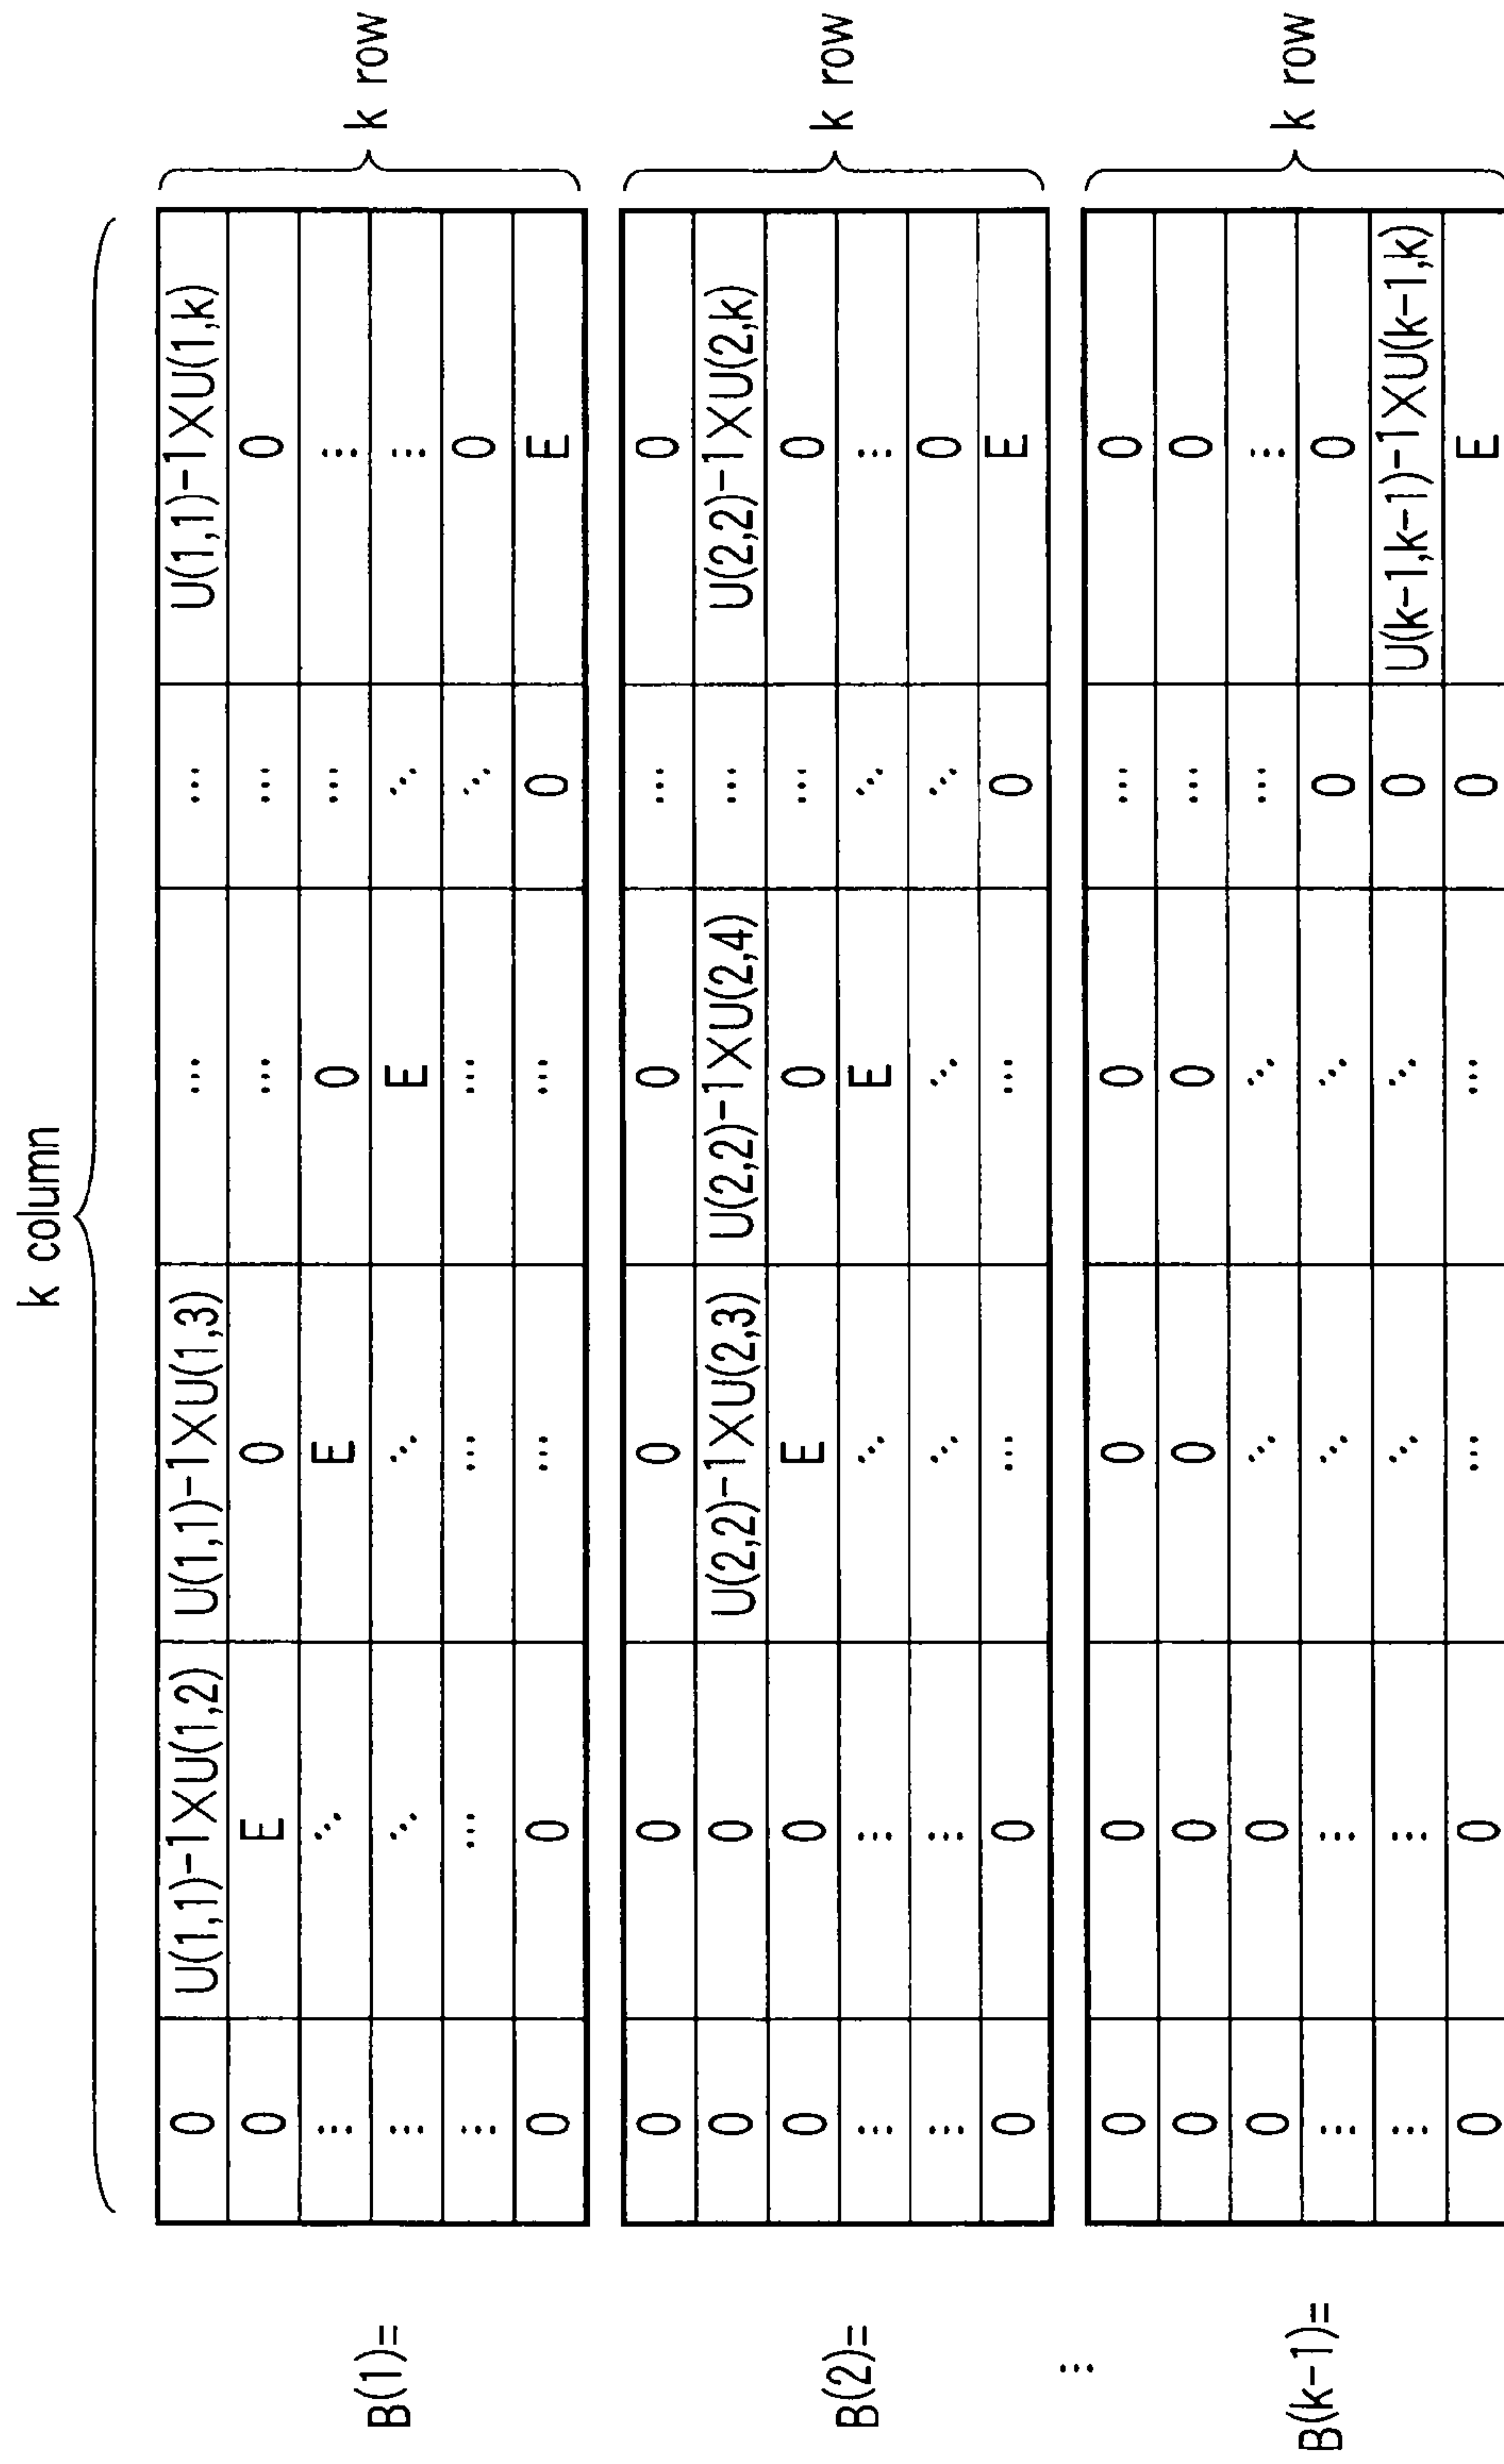 k column
B(1)=
0 U(1,1)-1×U(1,2) U(1,1)-1×U(1,3) ... ... U(1,1)-1×U(1,k)
0 E 0 ... ... 0
⋮ ⋱ E 0 ... ⋮
⋮ ⋱ ⋱ E ⋱ ⋮
⋮ ... ... ... ⋱ 0
0 0 ... ... 0 E
k row
B(2)=
0 0 0 0 ... 0
0 0 U(2,2)-1×U(2,3) U(2,2)-1×U(2,4) ... U(2,2)-1×U(2,k)
0 0 E 0 ... 0
⋮ ⋮ ⋱ E ⋱ ⋮
⋮ ⋮ ⋱ ⋱ ⋱ 0
0 0 ... ... 0 E
k row
⋮
B(k-1)=
0 0 0 0 ... 0
0 0 0 0 ... 0
0 0 ⋱ ⋱ ... ⋮
⋮ ⋮ ⋱ ⋱ 0 0
⋮ ⋮ ⋱ ⋱ 0 U(k-1,k-1)-1×U(k-1,k)
0 0 ... ... 0 E
k row